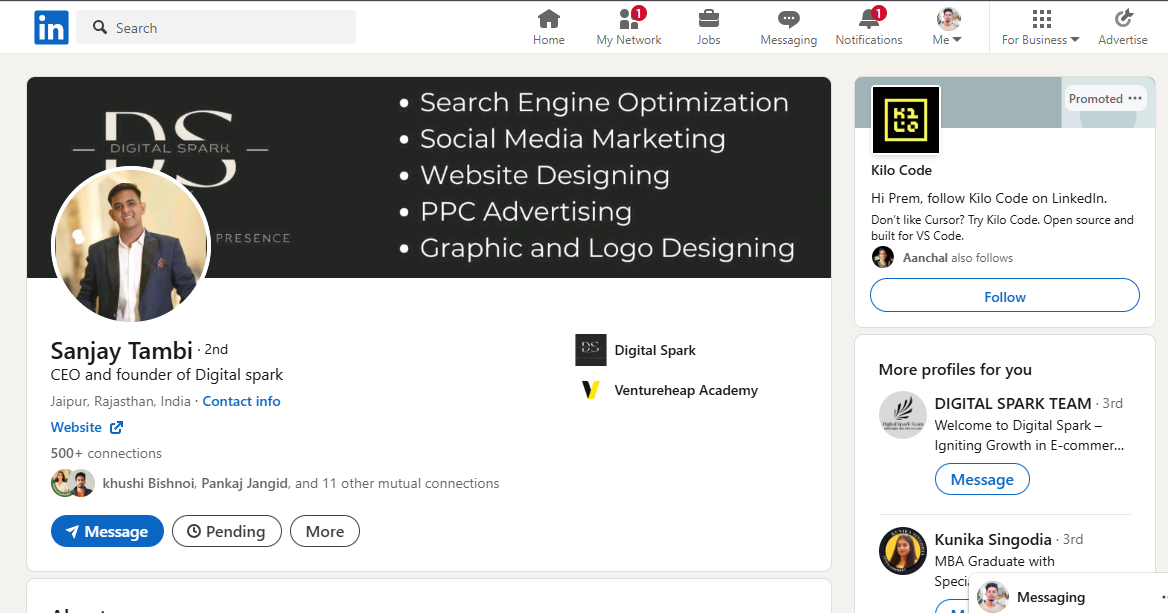 in
Search
1
1
Home
My Network
Jobs
Messaging
Notifications
Me
For Business
Advertise
DS
DIGITAL SPARK
PRESENCE
• Search Engine Optimization
• Social Media Marketing
• Website Designing
• PPC Advertising
• Graphic and Logo Designing
Sanjay Tambi · 2nd
CEO and founder of Digital spark
Jaipur, Rajasthan, India · Contact info
Website
500+ connections
khushi Bishnoi, Pankaj Jangid, and 11 other mutual connections
Message
Pending
More
DS
Digital Spark
Ventureheap Academy
Promoted
Kilo Code
Hi Prem, follow Kilo Code on LinkedIn.
Don't like Cursor? Try Kilo Code. Open source and
built for VS Code.
Aanchal also follows
Follow
More profiles for you
DIGITAL SPARK TEAM · 3rd
Welcome to Digital Spark –
Igniting Growth in E-commer...
Message
Kunika Singodia · 3rd
MBA Graduate with
Messaging